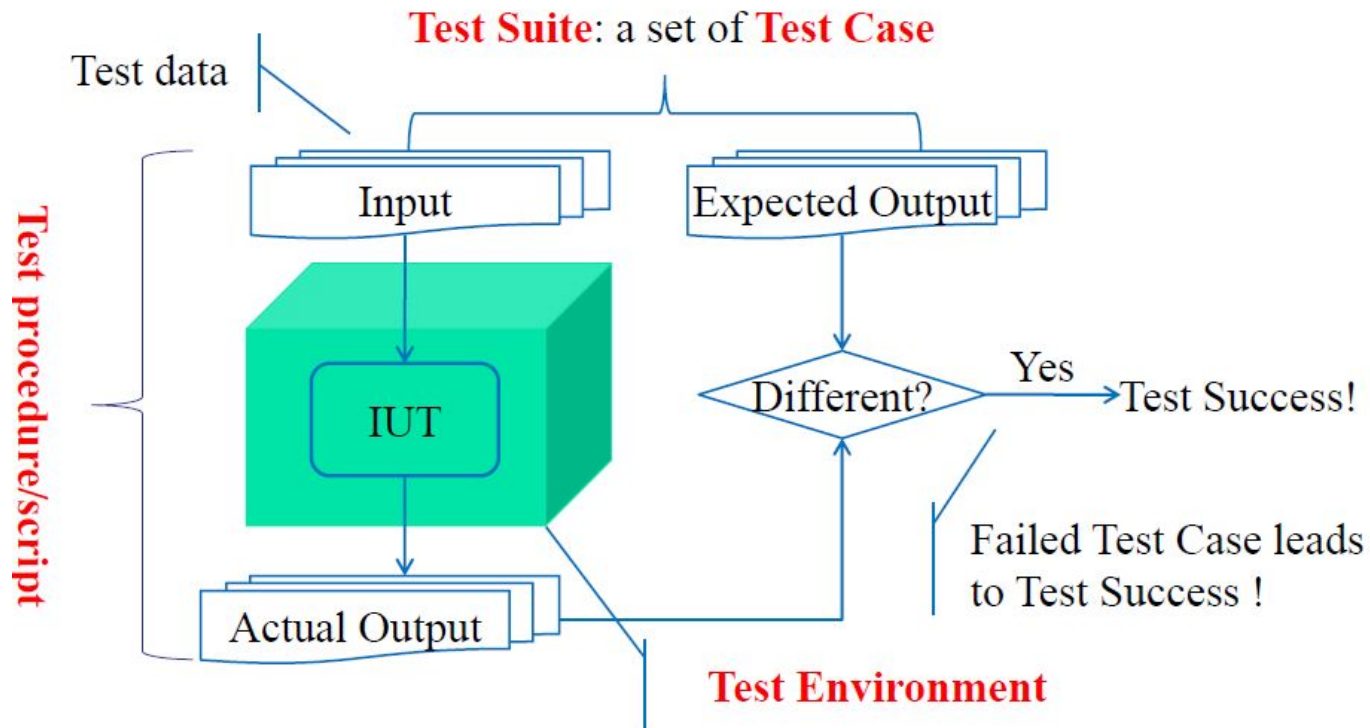 Test Suite: a set of Test Case
Test data
Input
Expected Output
Test procedure/script
IUT
Different?
Yes
Test Success!
Failed Test Case leads
to Test Success !
Actual Output
Test Environment